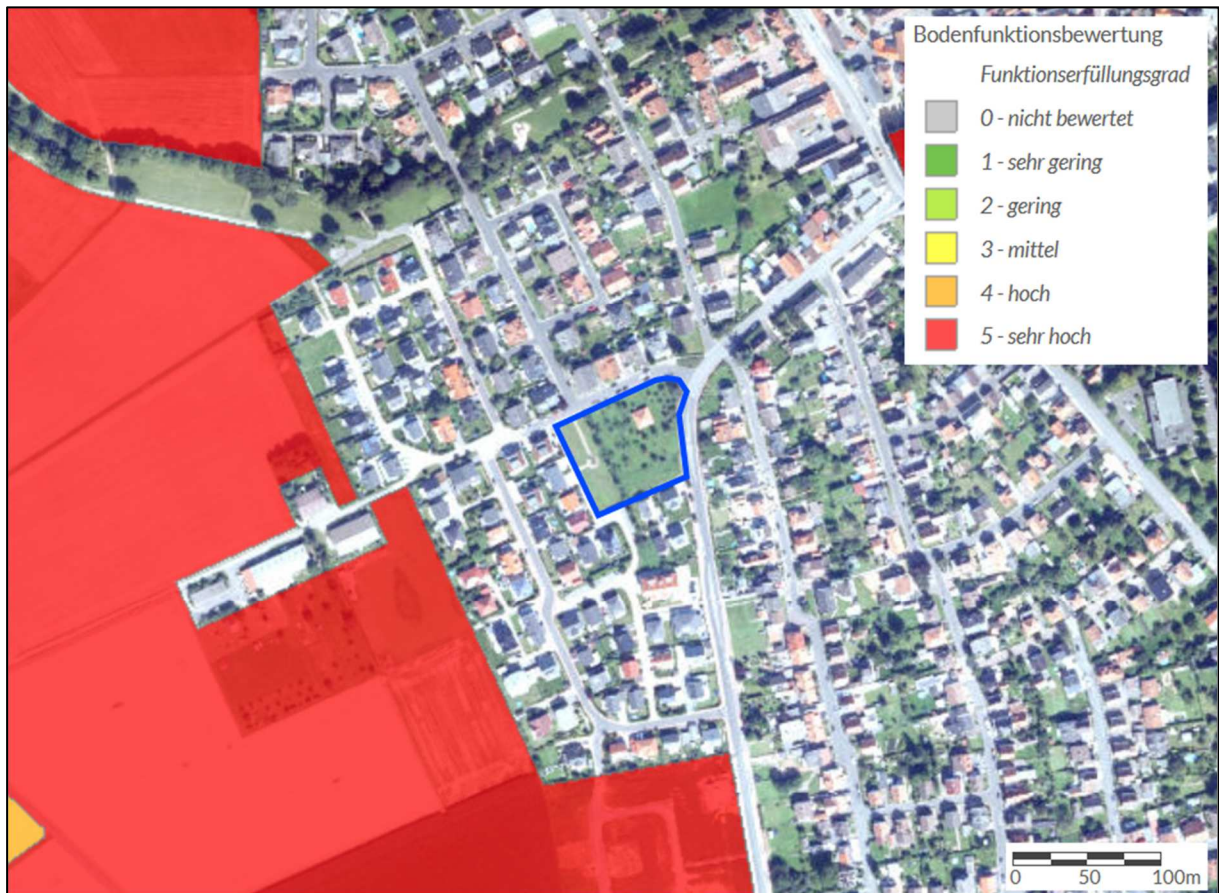 Bodenfunktionsbewertung
Funktionserfüllungsgrad
0 - nicht bewertet
1 - sehr gering
2 - gering
3 - mittel
4 - hoch
5 - sehr hoch
0 50 100m